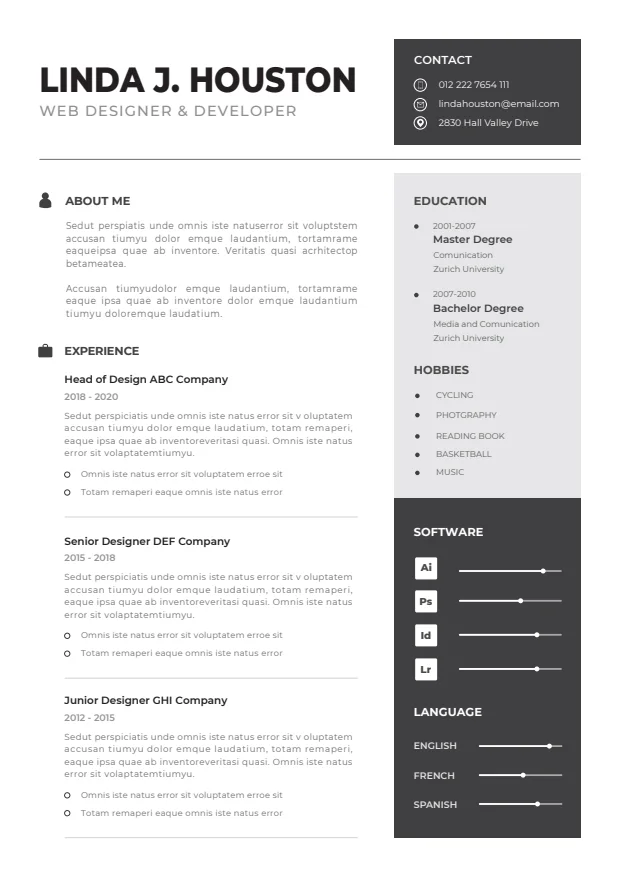 LINDA J. HOUSTON
WEB DESIGNER & DEVELOPER
CONTACT
012 222 7654 111
lindahouston@email.com
2830 Hall Valley Drive
ABOUT ME
Sedut perspiatis unde omnis iste natuserror sit voluptstem
accusan tiumyu dolor emque laudantium, tortamrame
eaqueipsa quae ab inventore. Veritatis quasi acrhitectop
betameatea.
Accusan tiumyudolor emque laudantium, tortamrame
eaque ipsa quae ab inventore dolor emque laudantium
tiumyu doloremque laudatium.
EXPERIENCE
Head of Design ABC Company
2018 - 2020
Sedut perspiciatis unde omnis iste natus error sit v oluptatem
accusan tiumyu dolor emque laudatium, totam remaperi,
eaque ipsa quae ab inventoreveritasi quasi. Omnis iste natus
error sit volaptatemtiumyu.
Omnis iste natus error sit voluptatem erroe sit
Totam remaperi eaque omnis iste natus error
Senior Designer DEF Company
2015 - 2018
Sedut perspiciatis unde omnis iste natus error sit v oluptatem
accusan tiumyu dolor emque laudatium, totam remaperi,
eaque ipsa quae ab inventoreveritasi quasi. Omnis iste natus
error sit volaptatemtiumyu.
Omnis iste natus error sit voluptatem erroe sit
Totam remaperi eaque omnis iste natus error
Junior Designer GHI Company
2012 - 2015
Sedut perspiciatis unde omnis iste natus error sit v oluptatem
accusan tiumyu dolor emque laudatium, totam remaperi,
eaque ipsa quae ab inventoreveritasi quasi. Omnis iste natus
error sit volaptatemtiumyu.
Omnis iste natus error sit voluptatem erroe sit
Totam remaperi eaque omnis iste natus error
EDUCATION
2001-2007
Master Degree
Comunication
Zurich University
2007-2010
Bachelor Degree
Media and Comunication
Zurich University
HOBBIES
CYCLING
PHOTGRAPHY
READING BOOK
BASKETBALL
MUSIC
SOFTWARE
Ai
Ps
Id
Lr
LANGUAGE
ENGLISH
FRENCH
SPANISH